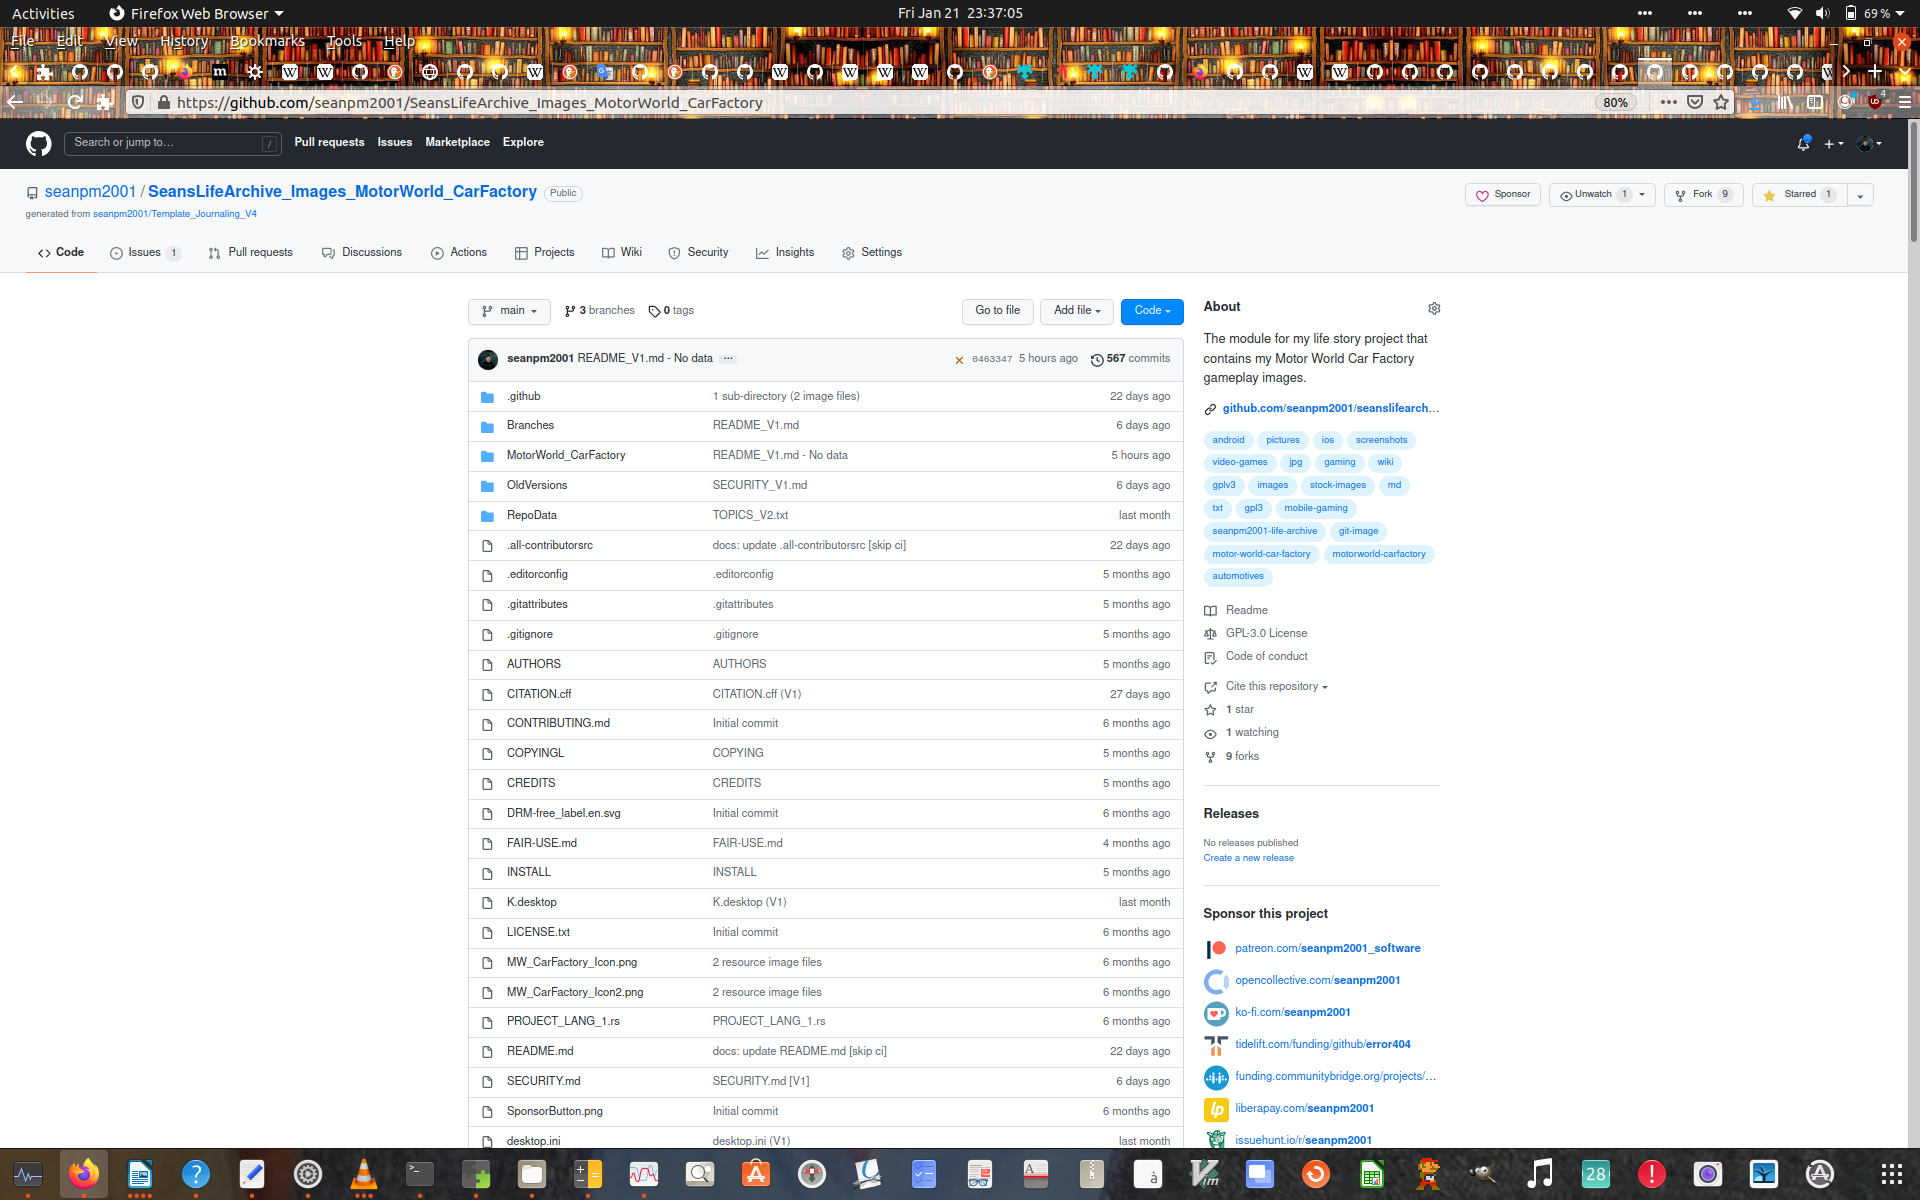 Activities Firefox Web Browser Fri Jan 21 23:37:05 69 %
File Edit View History Bookmarks Tools Help
https://github.com/seanpm2001/SeansLifeArchive_Images_MotorWorld_CarFactory 80%
Search or jump to… / Pull requests Issues Marketplace Explore
seanpm2001 / SeansLifeArchive_Images_MotorWorld_CarFactory Public
Sponsor Unwatch 1 Fork 9 Starred 1
generated from seanpm2001/Template_Journaling_V4
Code Issues 1 Pull requests Discussions Actions Projects Wiki Security Insights Settings
main 3 branches 0 tags Go to file Add file Code
seanpm2001 README_V1.md - No data ... 0463347 5 hours ago 567 commits
.github 1 sub-directory (2 image files) 22 days ago
Branches README_V1.md 6 days ago
MotorWorld_CarFactory README_V1.md - No data 5 hours ago
OldVersions SECURITY_V1.md 6 days ago
RepoData TOPICS_V2.txt last month
.all-contributorsrc docs: update .all-contributorsrc [skip ci] 22 days ago
.editorconfig .editorconfig 5 months ago
.gitattributes .gitattributes 5 months ago
.gitignore .gitignore 5 months ago
AUTHORS AUTHORS 5 months ago
CITATION.cff CITATION.cff (V1) 27 days ago
CONTRIBUTING.md Initial commit 6 months ago
COPYINGL COPYING 5 months ago
CREDITS CREDITS 5 months ago
DRM-free_label.en.svg Initial commit 6 months ago
FAIR-USE.md FAIR-USE.md 4 months ago
INSTALL INSTALL 5 months ago
K.desktop K.desktop (V1) last month
LICENSE.txt Initial commit 6 months ago
MW_CarFactory_Icon.png 2 resource image files 6 months ago
MW_CarFactory_Icon2.png 2 resource image files 6 months ago
PROJECT_LANG_1.rs PROJECT_LANG_1.rs 6 months ago
README.md docs: update README.md [skip ci] 22 days ago
SECURITY.md SECURITY.md [V1] 6 days ago
SponsorButton.png Initial commit 6 months ago
desktop.ini desktop.ini (V1) last month
About
The module for my life story project that
contains my Motor World Car Factory
gameplay images.
github.com/seanpm2001/seanslifearch…
android pictures ios screenshots
video-games jpg gaming wiki
gplv3 images stock-images md
txt gpl3 mobile-gaming
seanpm2001-life-archive git-image
motor-world-car-factory motorworld-carfactory
automotives
Readme
GPL-3.0 License
Code of conduct
Cite this repository
1 star
1 watching
9 forks
Releases
No releases published
Create a new release
Sponsor this project
patreon.com/seanpm2001_software
opencollective.com/seanpm2001
ko-fi.com/seanpm2001
tidelift.com/funding/github/error404
funding.communitybridge.org/projects/…
liberapay.com/seanpm2001
issuehunt.io/r/seanpm2001
28